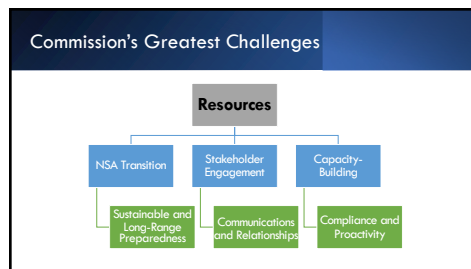 Commission's Greatest Challenges
Resources
NSA Transition
Stakeholder
Engagement
Capacity-
Building
Sustainable and
Long-Range
Preparedness
Communications
and Relationships
Compliance and
Proactivity